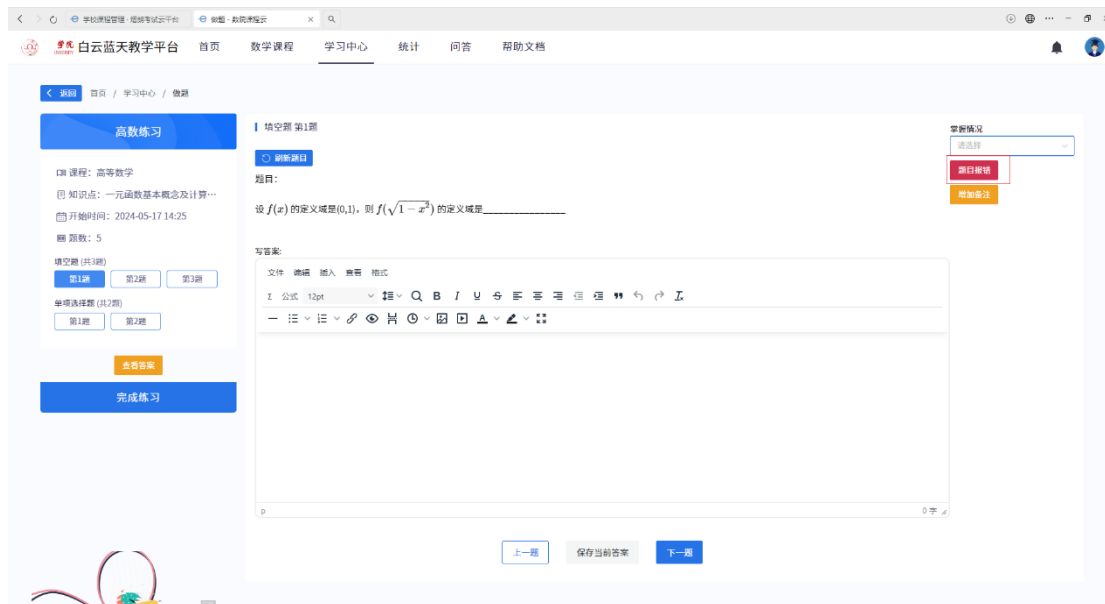 学校课程管理 - 煜频考试云平台 做题 - 数院课程云
学院 白云蓝天教学平台 首页 数学课程 学习中心 统计 问答 帮助文档
返回 首页 / 学习中心 / 做题
高数练习
课程：高等数学
知识点：一元函数基本概念及计算…
开始时间：2024-05-17 14:25
题数：5
填空题 (共3题)
第1题 第2题 第3题
单项选择题 (共2题)
第1题 第2题
查看答案
完成练习
填空题 第1题
刷新题目
题目：
设 f(x) 的定义域是(0,1)，则 f(√(1 − x²)) 的定义域是________________
写答案:
文件 编辑 插入 查看 格式
Σ 公式 12pt B I U S
A
p 0 字
上一题 保存当前答案 下一题
掌握情况
请选择
题目报错
增加备注